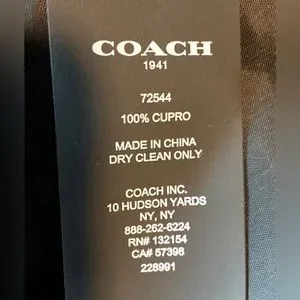 COACH
1941
72544
100% CUPRO
MADE IN CHINA
DRY CLEAN ONLY
COACH INC.
10 HUDSON YARDS
NY, NY
888-262-6224
RN# 132154
CA# 57398
228991